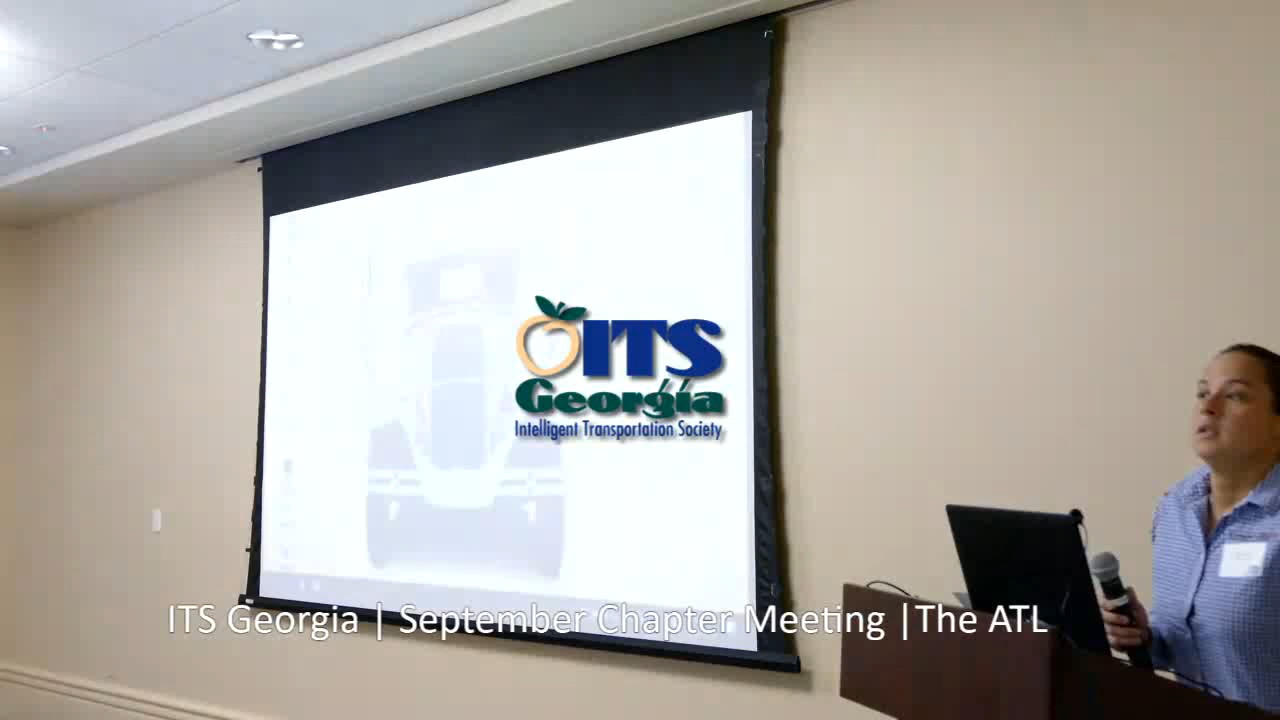 ITS
Georgia
Intelligent Transportation Society
ITS Georgia | September Chapter Meeting |The ATL